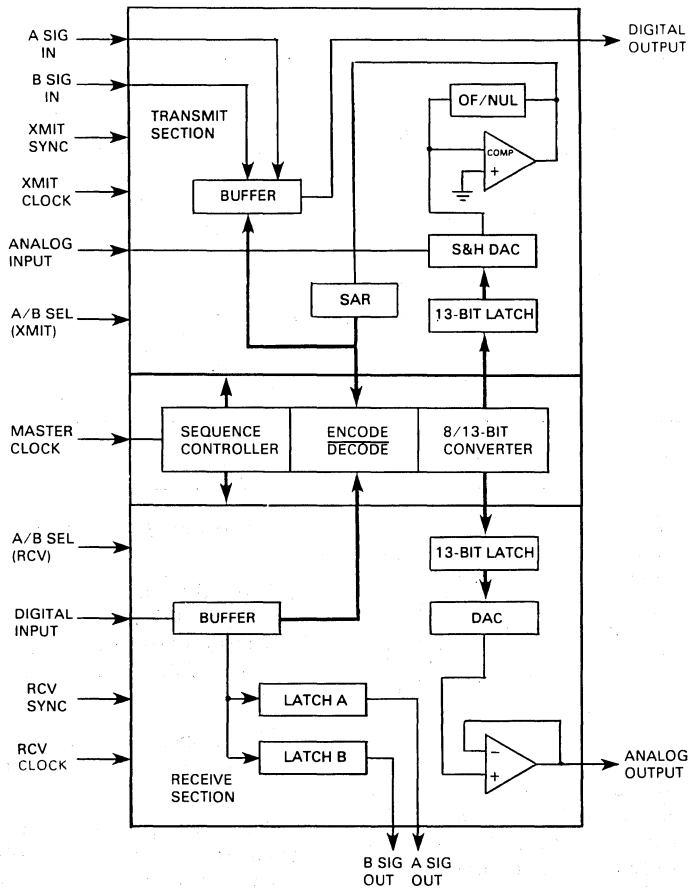 A SIG
IN
DIGITAL
OUTPUT
B SIG
IN
OF/NUL
TRANSMIT
SECTION
XMIT
SYNC
COMP
+
XMIT
CLOCK
BUFFER
ANALOG
INPUT
S&H DAC
SAR
A/B SEL
(XMIT)
13-BIT LATCH
MASTER
CLOCK
SEQUENCE
CONTROLLER
ENCODE
DECODE
8/13-BIT
CONVERTER
A/B SEL
(RCV)
13-BIT LATCH
DIGITAL
INPUT
BUFFER
DAC
RCV
SYNC
LATCH A
RCV
CLOCK
LATCH B
−
+
ANALOG
OUTPUT
RECEIVE
SECTION
B SIG
OUT
A SIG
OUT